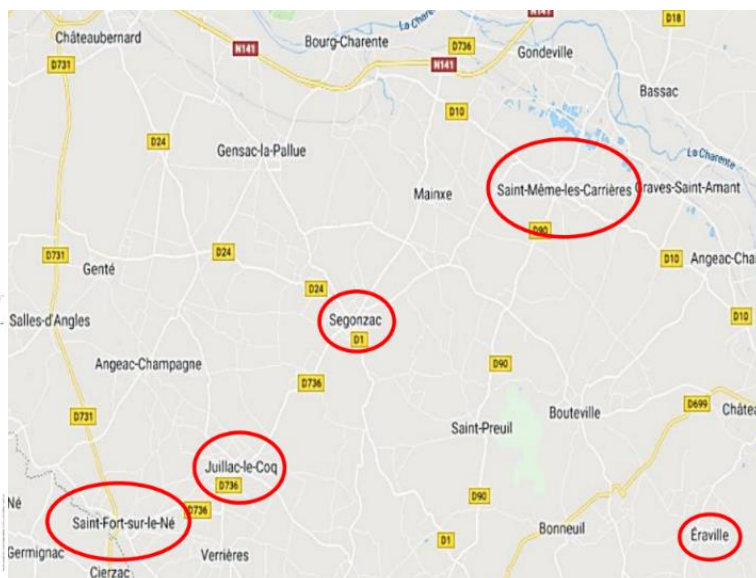 D18
Châteaubernard
Bourg-Charente
D736
Gondeville
N141
D731
N141
Bassac
D10
D24
Gensac-la-Pallue
La Charente
Mainxe
Saint-Même-les-Carrières
Graves-Saint-Amant
D90
D731
D24
D10
Angeac-Cha
Genté
D24
Salles-d'Angles
Segonzac
D10
D1
Angeac-Champagne
D90
D736
D731
Saint-Preuil
Bouteville
D699
Châtea
Juillac-le-Coq
D736
Né
D90
Saint-Fort-sur-le-Né
D736
Bonneuil
Éraville
D1
Germignac
Verrières
Cierzac